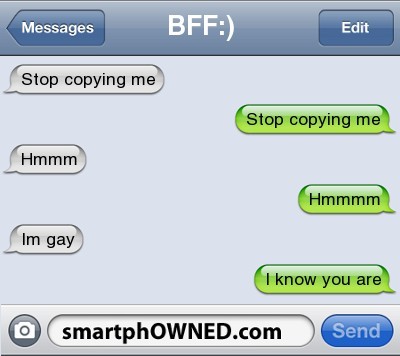 Messages
BFF:)
Edit
Stop copying me
Stop copying me
Hmmm
Hmmmm
Im gay
I know you are
smartphOWNED.com
Send